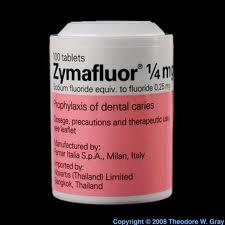 100 tablets
Zymafluor® 1/4 mg
Sodium fluoride equiv. to fluoride 0,25 mg
Prophylaxis of dental caries
Dosage, precautions and therapeutic use:
see leaflet
Manufactured by
Italia S.p.A., Milan, Italy
Imported by
Novartis (Thailand) Limited
Bangkok, Thailand
Copyright © 2008 Theodore W. Gray